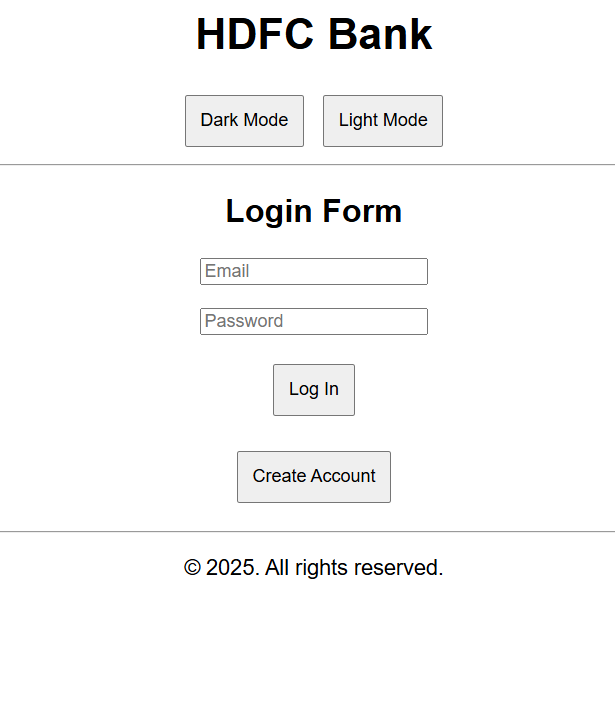 HDFC Bank
Dark Mode Light Mode
Login Form
Email
Password
Log In
Create Account
© 2025. All rights reserved.